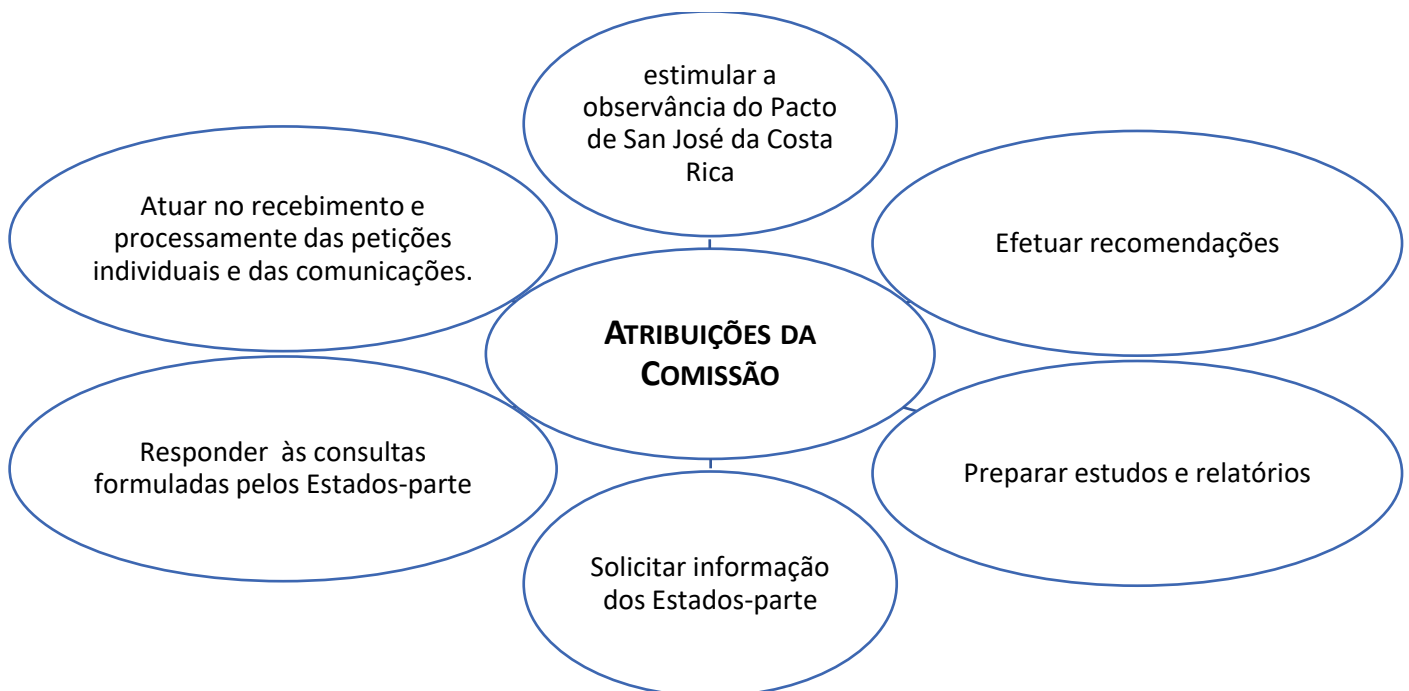 estimular a
observância do Pacto
de San José da Costa
Rica
Atuar no recebimento e
processamente das petições
individuais e das comunicações.
Efetuar recomendações
ATRIBUIÇÕES DA
COMISSÃO
Responder às consultas
formuladas pelos Estados-parte
Preparar estudos e relatórios
Solicitar informação
dos Estados-parte